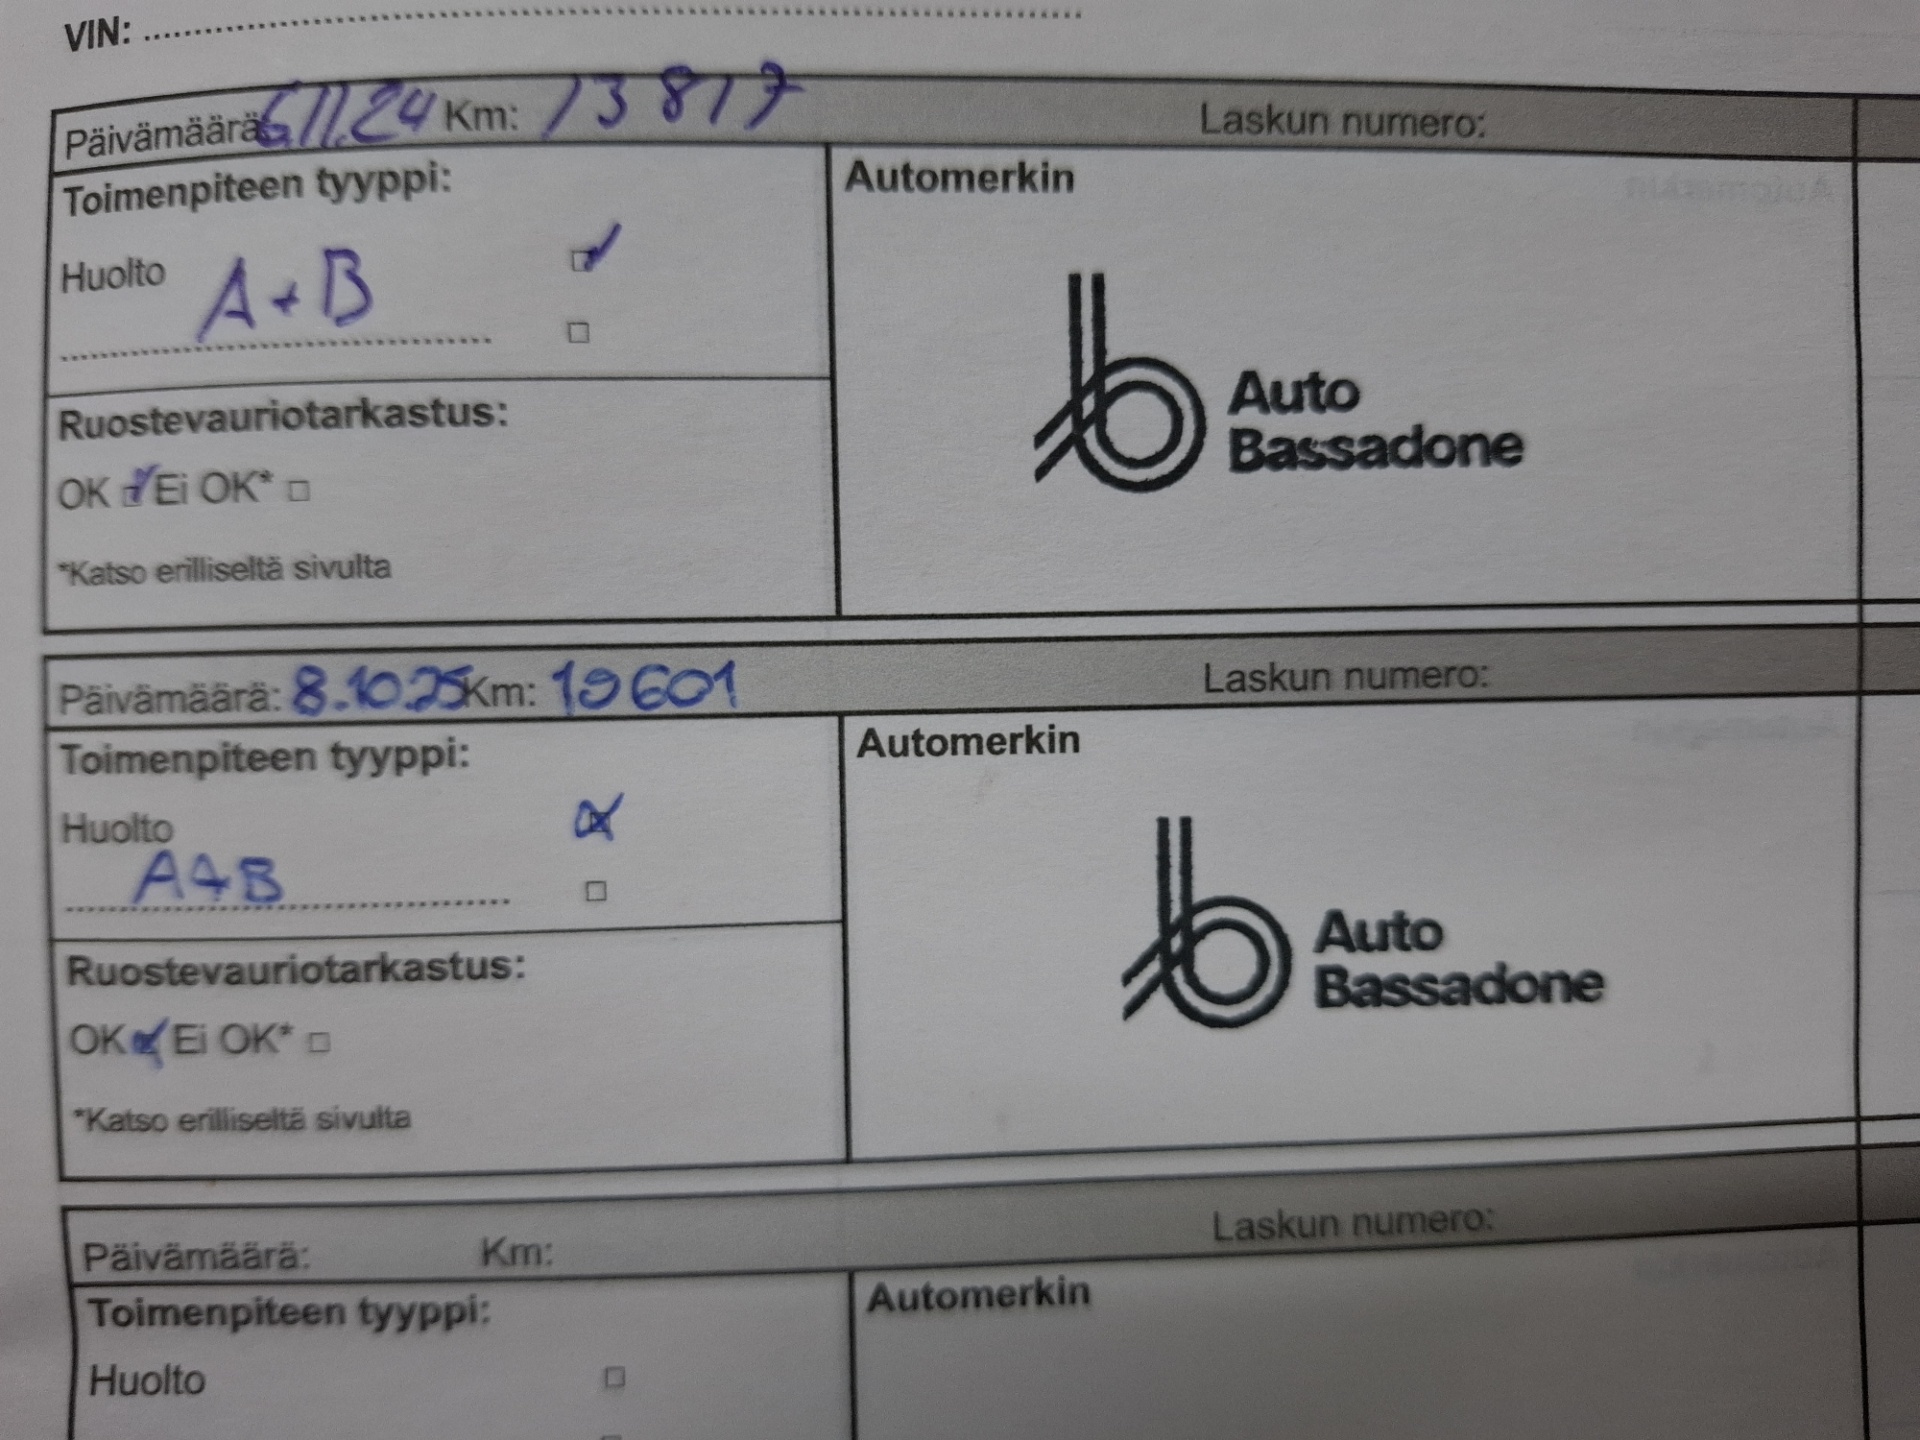 VIN: ........................................
Päivämäärä: 6.11.24 Km: 13817 Laskun numero:
Toimenpiteen tyyppi:
Automerkin
Huolto ☑
A+B
................................ □
Auto
Bassadone
Ruostevauriotarkastus:
OK ☑ Ei OK* □
*Katso erilliseltä sivulta
Päivämäärä: 8.10.25 Km: 19601 Laskun numero:
Toimenpiteen tyyppi:
Automerkin
Huolto ☒
A+B
................................ □
Auto
Bassadone
Ruostevauriotarkastus:
OK ☒ Ei OK* □
*Katso erilliseltä sivulta
Päivämäärä: Km: Laskun numero:
Toimenpiteen tyyppi:
Automerkin
Huolto □